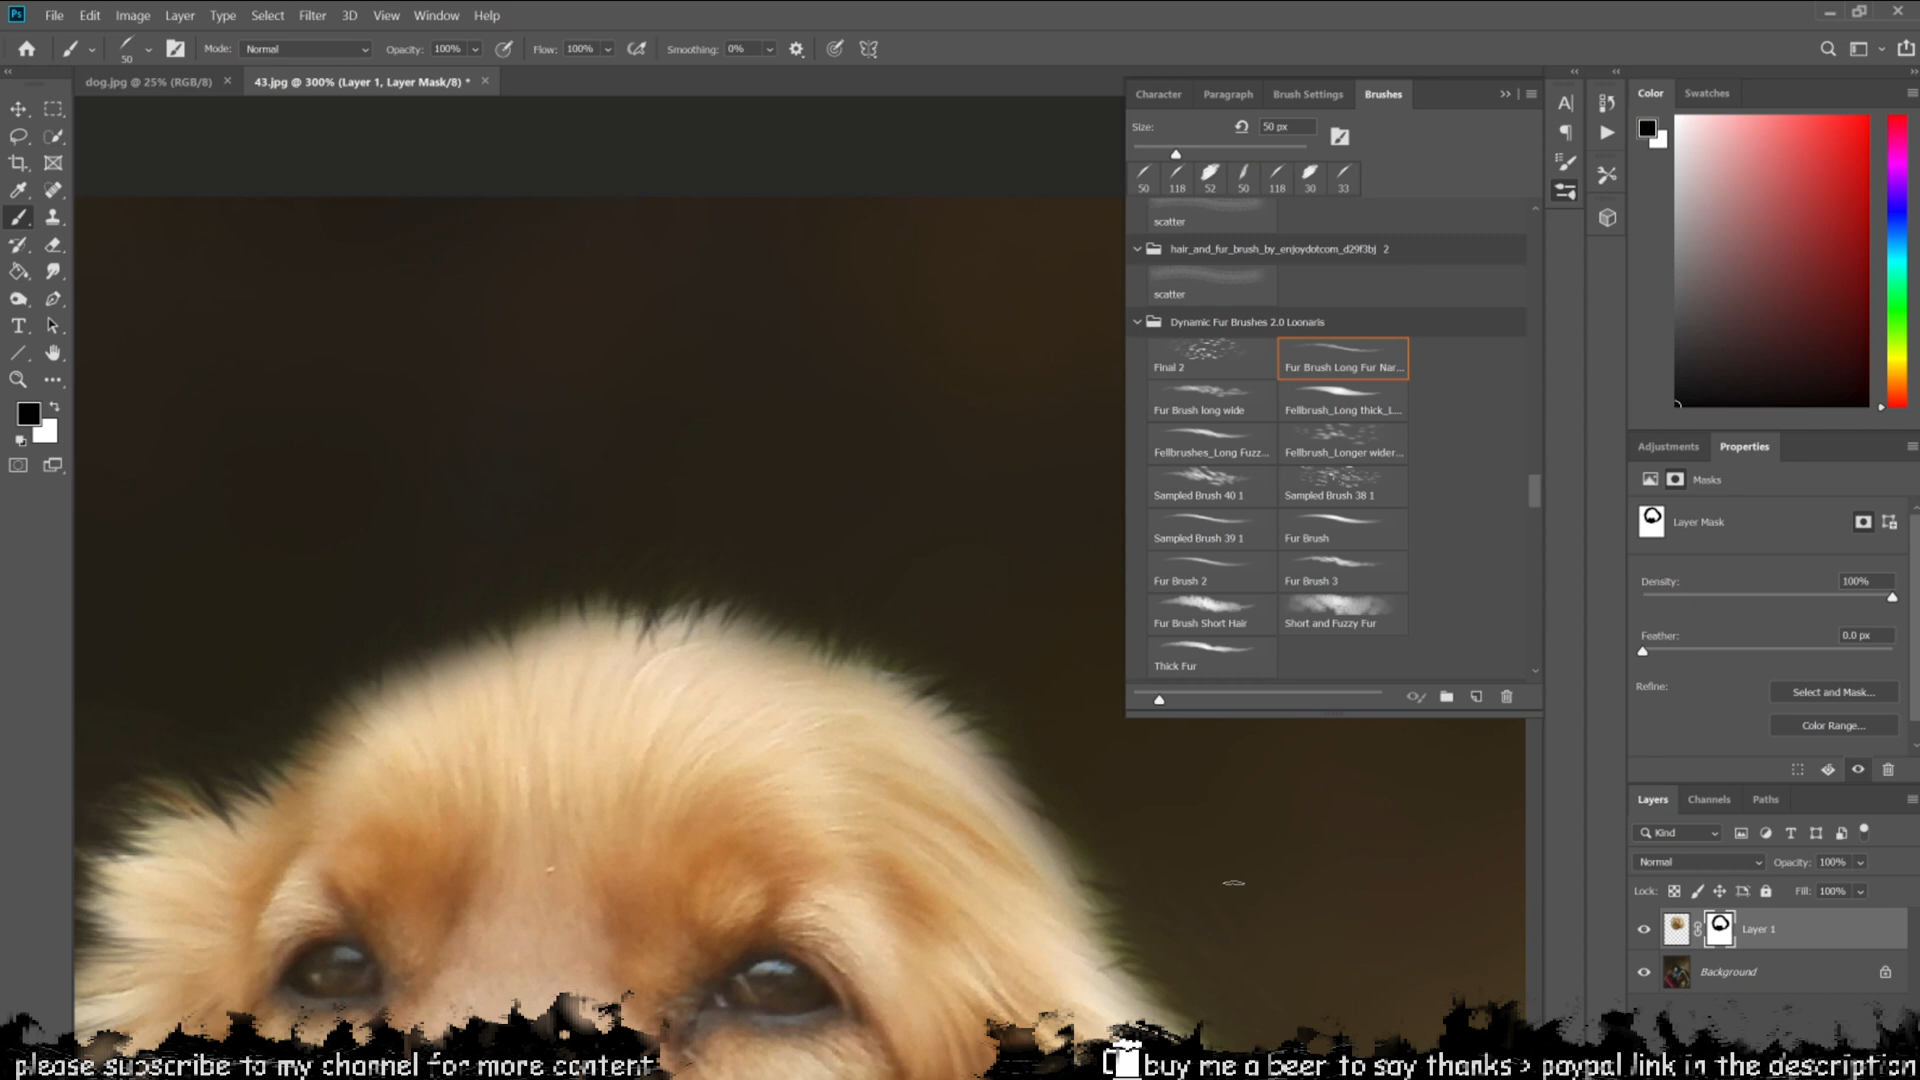 File Edit Image Layer Type Select Filter 3D View Window Help
50 Mode: Normal Opacity: 100% Flow: 100% Smoothing: 0%
dog.jpg @ 25% (RGB/8) 43.jpg @ 300% (Layer 1, Layer Mask/8) *
Character Paragraph Brush Settings Brushes
Size: 50 px
50 118 52 50 118 30 33
scatter
hair_and_fur_brush_by_enjoydotcom_d29f3bj 2
scatter
Dynamic Fur Brushes 2.0 Loonaris
Final 2 Fur Brush Long Fur Nar...
Fur Brush long wide Fellbrush_Long thick_L...
Fellbrushes_Long Fuzz... Fellbrush_Longer wider...
Sampled Brush 40 1 Sampled Brush 38 1
Sampled Brush 39 1 Fur Brush
Fur Brush 2 Fur Brush 3
Fur Brush Short Hair Short and Fuzzy Fur
Thick Fur
Color Swatches
Adjustments Properties
Masks
Layer Mask
Density: 100%
Feather: 0.0 px
Refine: Select and Mask...
Color Range...
Layers Channels Paths
Kind
Normal Opacity: 100%
Lock: Fill: 100%
Layer 1
Background
please subscribe to my channel for more content
buy me a beer to say thanks > paypal link in the description